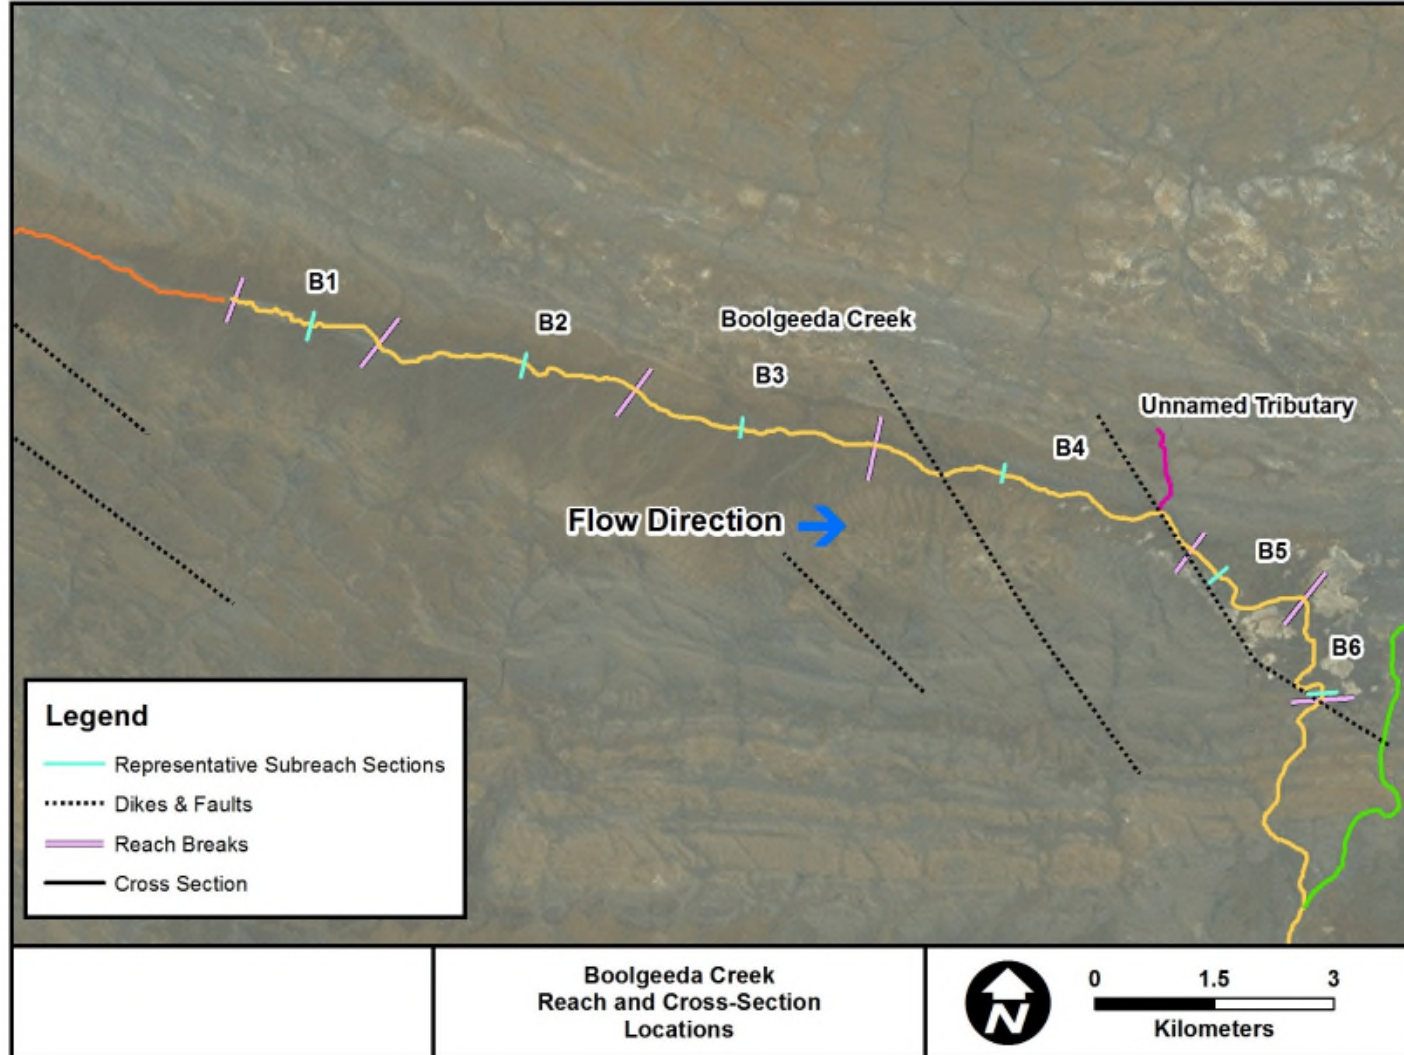 B1
B2
Boolgeeda Creek
B3
Unnamed Tributary
B4
Flow Direction
B5
B6
Legend
Representative Subreach Sections
Dikes & Faults
Reach Breaks
Cross Section
Boolgeeda Creek
Reach and Cross-Section
Locations
N
0 1.5 3
Kilometers